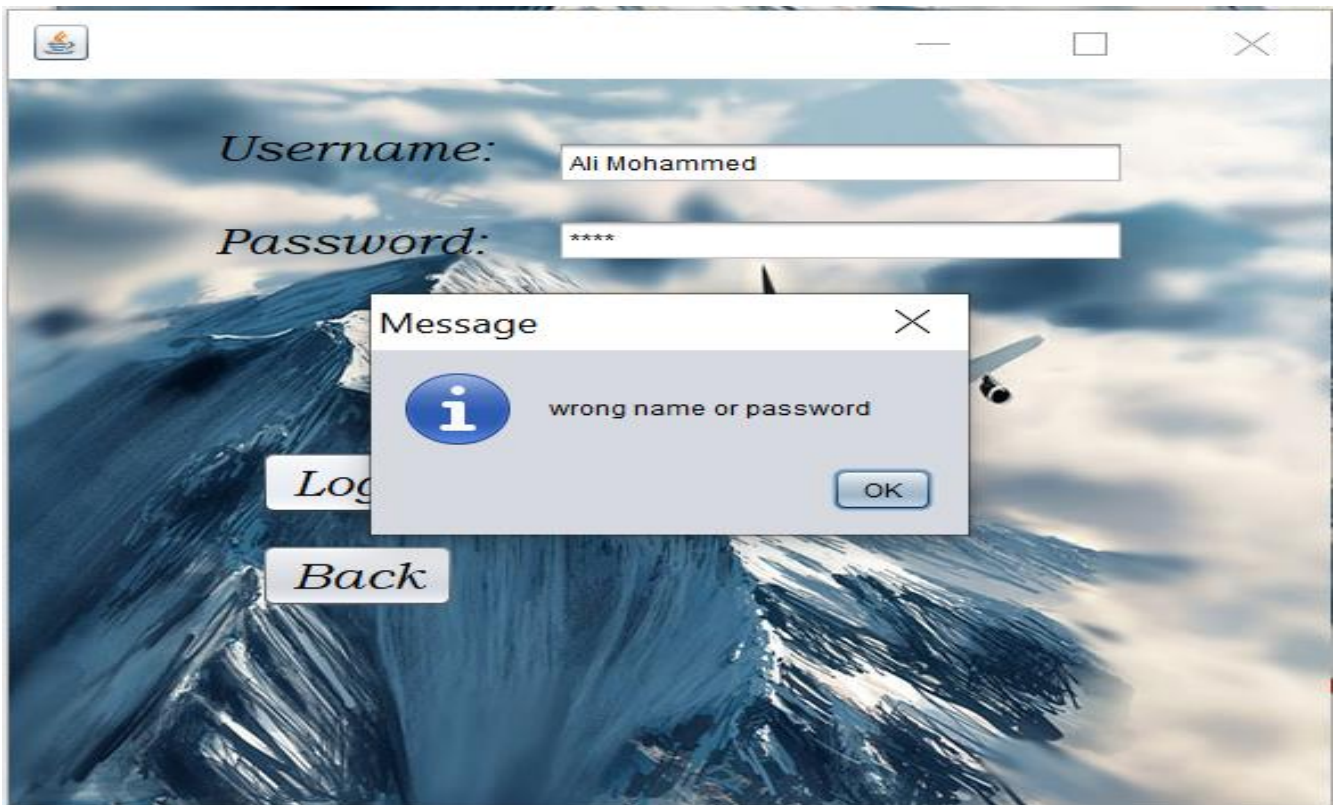 Username:
Ali Mohammed
Password:
****
Message
wrong name or password
OK
Back